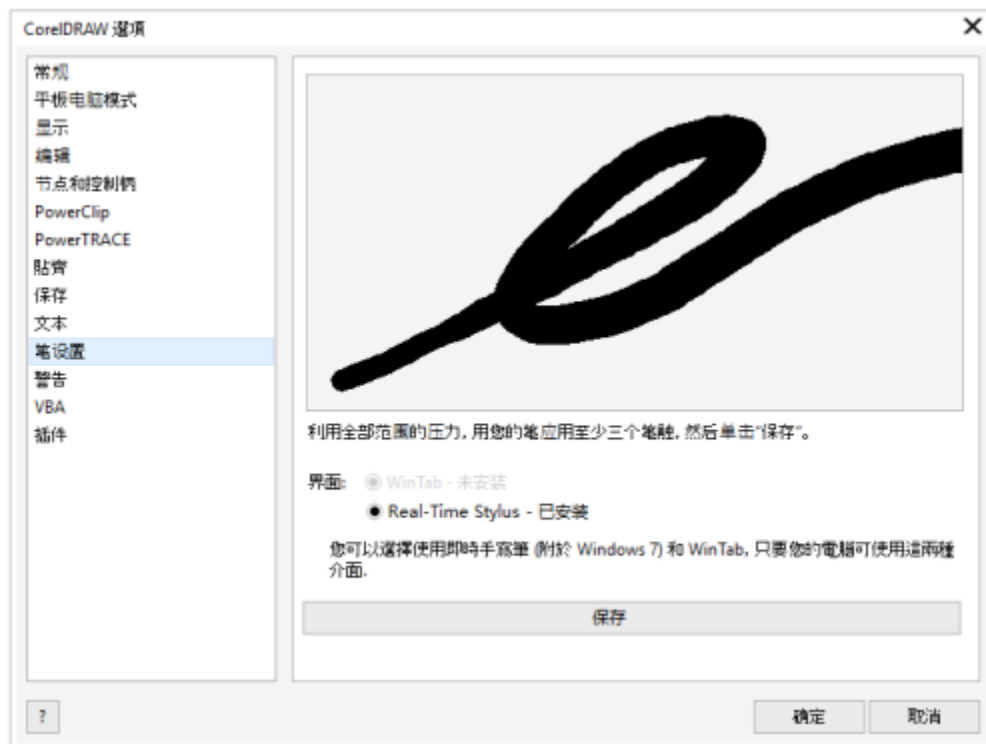 CorelDRAW 選項
常规
平板电脑模式
显示
编辑
节点和控制柄
PowerClip
PowerTRACE
貼齊
保存
文本
笔设置
警告
VBA
插件
利用全部范围的压力, 用您的笔应用至少三个笔触, 然后单击"保存"。
界面: WinTab - 未安装
Real-Time Stylus - 已安装
您可以選擇使用即時手寫筆 (附於 Windows 7) 和 WinTab, 只要您的電腦可使用這兩種
介面.
保存
?
确定
取消